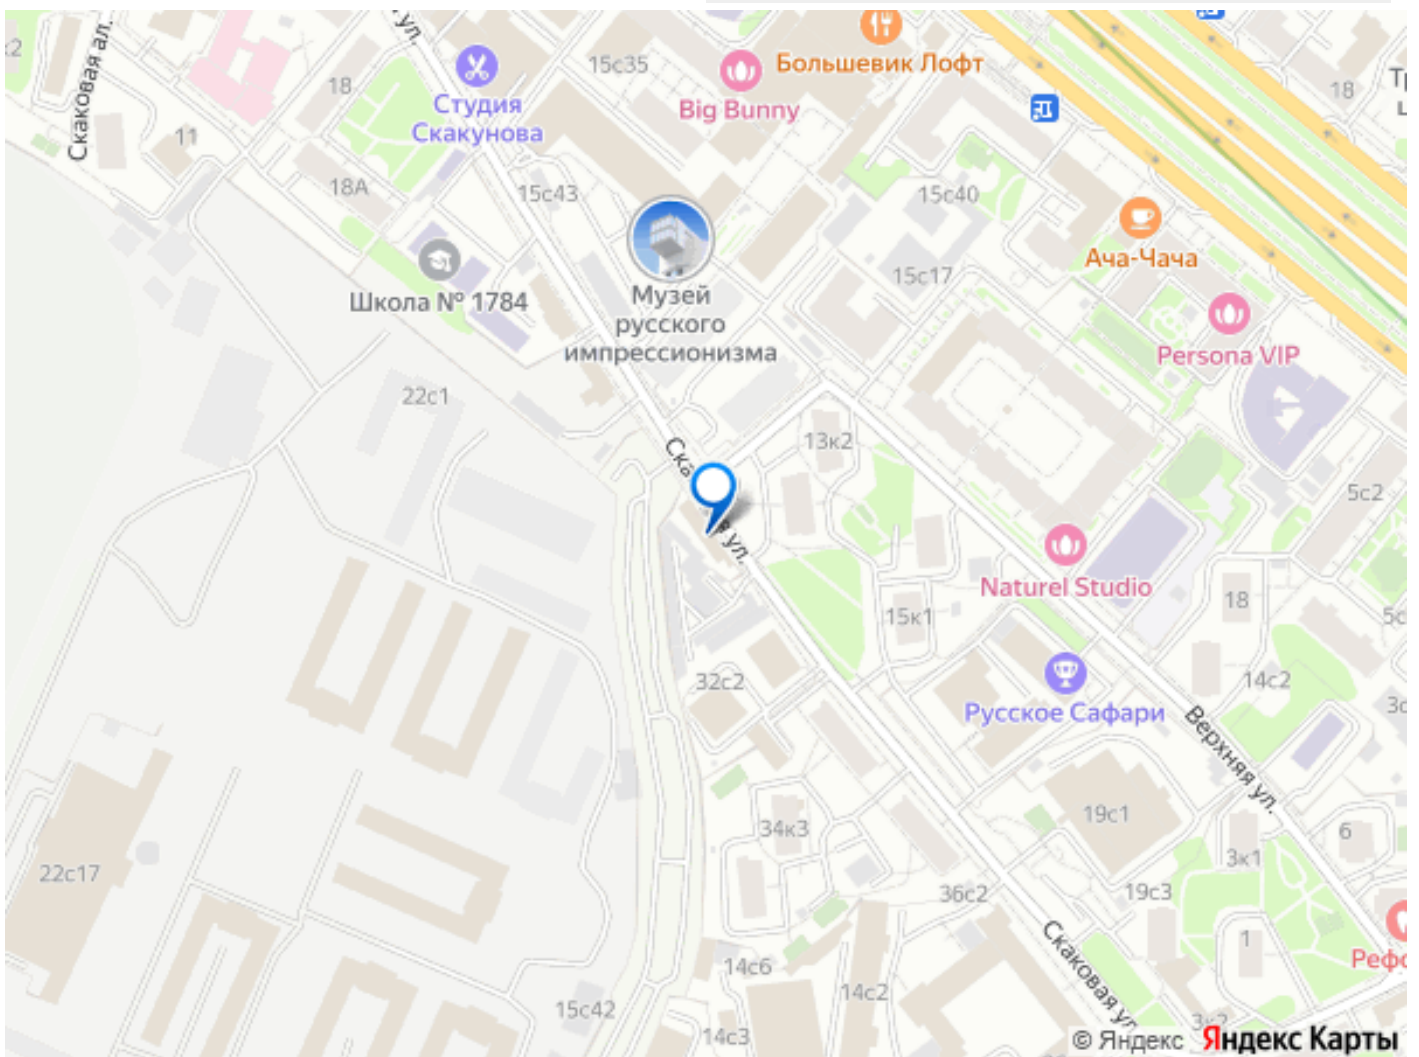 Скаковая ал.
ул.
18
11
18А
Студия
Скакунова
15с35
Big Bunny
Большевик Лофт
18
15с43
15с40
15с17
Ача-Чача
Persona VIP
Школа № 1784
Музей
русского
импрессионизма
22с1
13к2
5с2
ул.
Naturel Studio
15к1
18
32с2
Русское Сафари
14с2
Верхняя ул.
19с1
34к3
6
3к1
22с17
36с2
19с3
1
Скаковая ул.
14с6
14с2
15с42
14с3
3к2
© Яндекс Яндекс Карты